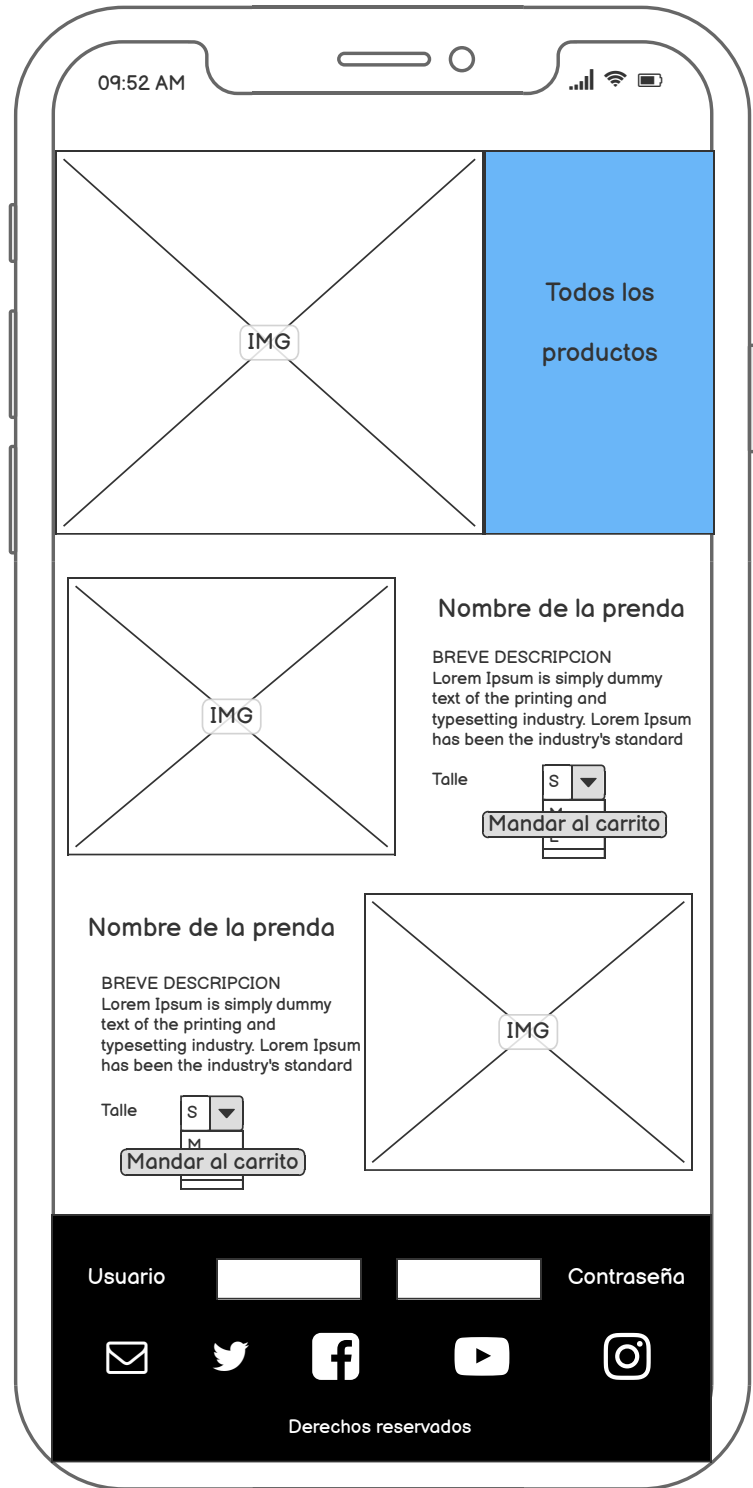 09:52 AM
IMG
Todos los
productos
IMG
Nombre de la prenda
BREVE DESCRIPCION
Lorem Ipsum is simply dummy
text of the printing and
typesetting industry. Lorem Ipsum
has been the industry's standard
Talle
S
Mandar al carrito
Nombre de la prenda
BREVE DESCRIPCION
Lorem Ipsum is simply dummy
text of the printing and
typesetting industry. Lorem Ipsum
has been the industry's standard
IMG
Talle
S
M
Mandar al carrito
Usuario
Contraseña
Derechos reservados